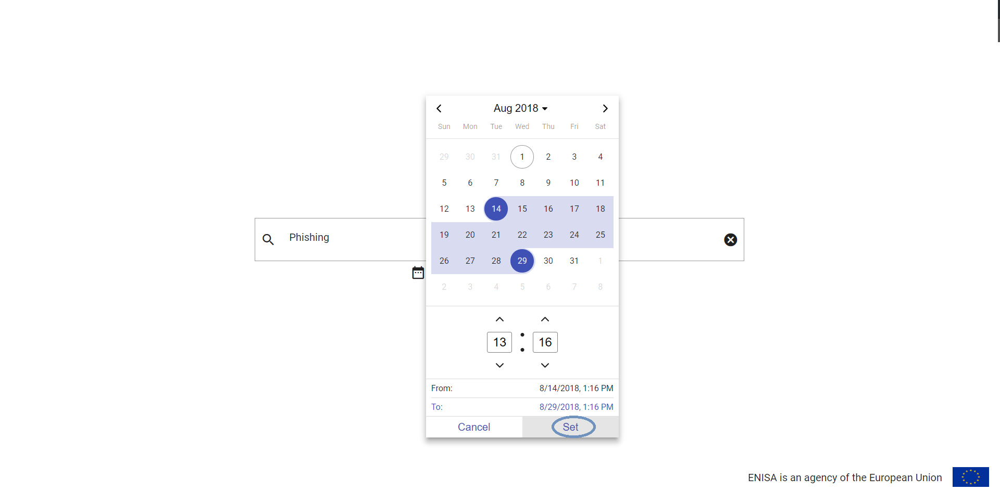 Aug 2018
Sun Mon Tue Wed Thu Fri Sat
29 30 31 1 2 3 4
5 6 7 8 9 10 11
12 13 14 15 16 17 18
19 20 21 22 23 24 25
26 27 28 29 30 31 1
2 3 4 5 6 7 8
Phishing
13 : 16
From: 8/14/2018, 1:16 PM
To: 8/29/2018, 1:16 PM
Cancel Set
ENISA is an agency of the European Union